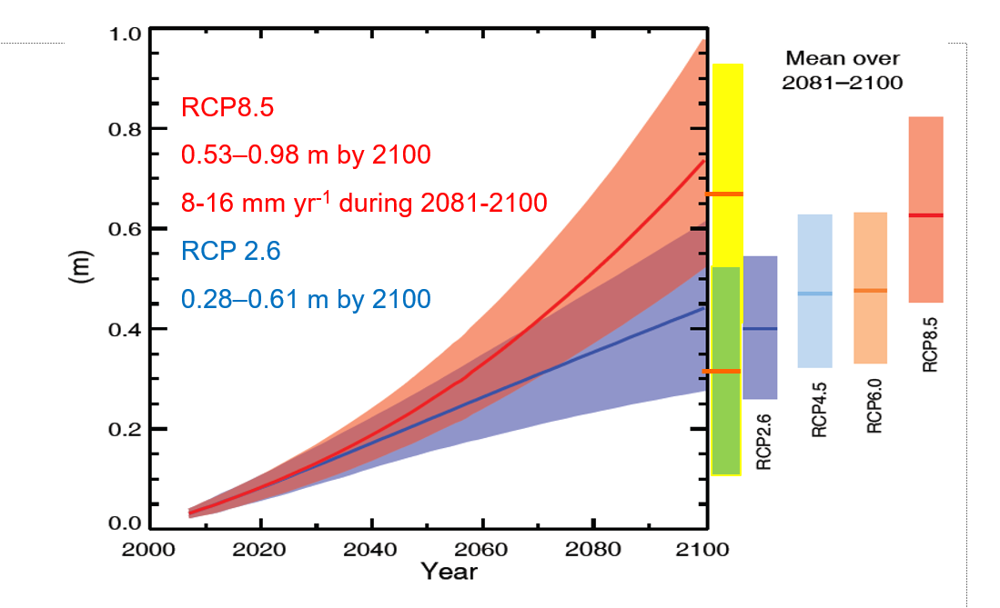 1.0
0.8
0.6
0.4
0.2
0.0
(m)
2000 2020 2040 2060 2080 2100
Year
RCP8.5
0.53–0.98 m by 2100
8-16 mm yr-1 during 2081-2100
RCP 2.6
0.28–0.61 m by 2100
Mean over
2081–2100
RCP2.6
RCP4.5
RCP6.0
RCP8.5